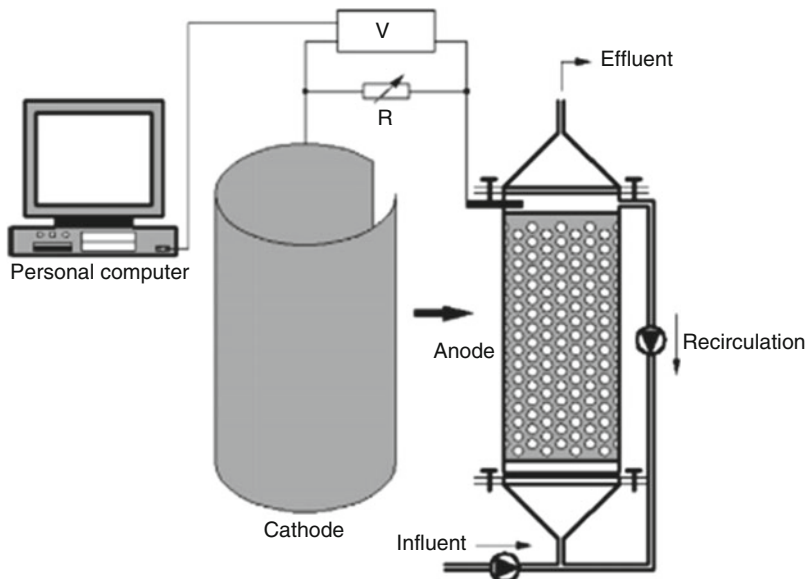 V
Effluent
R
Personal computer
Anode
Recirculation
Cathode
Influent